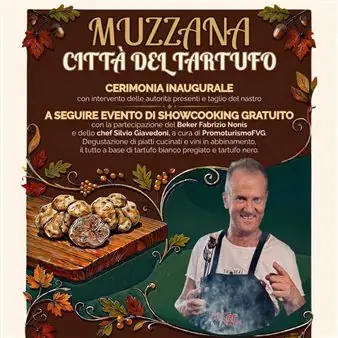 MUZZANA
CITTÀ DEL TARTUFO
CERIMONIA INAUGURALE
con intervento delle autorità presenti e taglio del nastro
A SEGUIRE EVENTO DI SHOWCOOKING GRATUITO
con la partecipazione del Beker Fabrizio Nonis
e dello chef Silvio Giavedoni, a cura di PromoturismoFVG.
Degustazione di piatti cucinati e vini in abbinamento,
il tutto a base di tartufo bianco pregiato e tartufo nero.